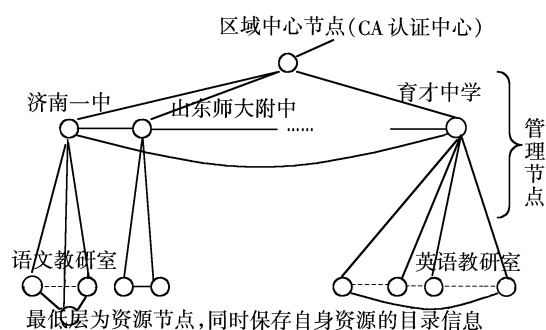 区域中心节点(CA 认证中心)
济南一中
山东师大附中
育才中学
……
管理节点
语文教研室
英语教研室
最低层为资源节点,同时保存自身资源的目录信息